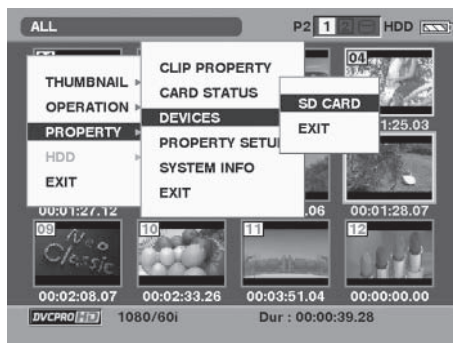 ALL P2 1 2 HDD
04
THUMBNAIL
OPERATION
PROPERTY
HDD
EXIT
CLIP PROPERTY
CARD STATUS
DEVICES
PROPERTY SETU
SYSTEM INFO
EXIT
SD CARD
EXIT
1:25.03
00:01:27.12 .06 00:01:28.07
09 10 11 12
Neo Classic
00:02:08.07 00:02:33.26 00:03:51.04 00:00:00.00
DVCPRO HD 1080/60i Dur : 00:00:39.28